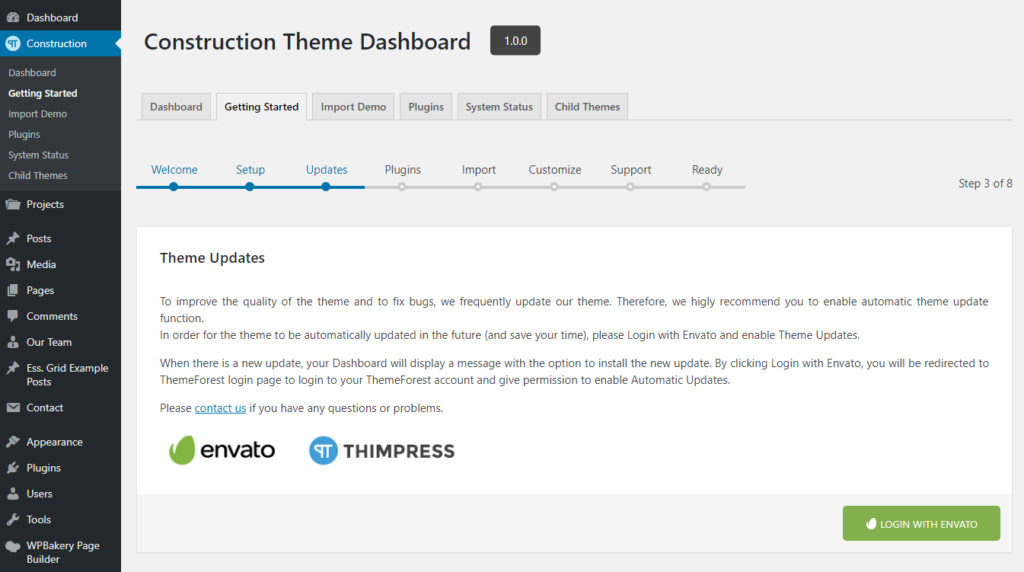 Dashboard
Construction
Dashboard
Getting Started
Import Demo
Plugins
System Status
Child Themes
Projects
Posts
Media
Pages
Comments
Our Team
Ess. Grid Example
Posts
Contact
Appearance
Plugins
Users
Tools
WPBakery Page
Builder
Construction Theme Dashboard 1.0.0
Dashboard Getting Started Import Demo Plugins System Status Child Themes
Welcome Setup Updates Plugins Import Customize Support Ready
Step 3 of 8
Theme Updates
To improve the quality of the theme and to fix bugs, we frequently update our theme. Therefore, we higly recommend you to enable automatic theme update
function.
In order for the theme to be automatically updated in the future (and save your time), please Login with Envato and enable Theme Updates.
When there is a new update, your Dashboard will display a message with the option to install the new update. By clicking Login with Envato, you will be redirected to
ThemeForest login page to login to your ThemeForest account and give permission to enable Automatic Updates.
Please contact us if you have any questions or problems.
envato THIMPRESS
LOGIN WITH ENVATO